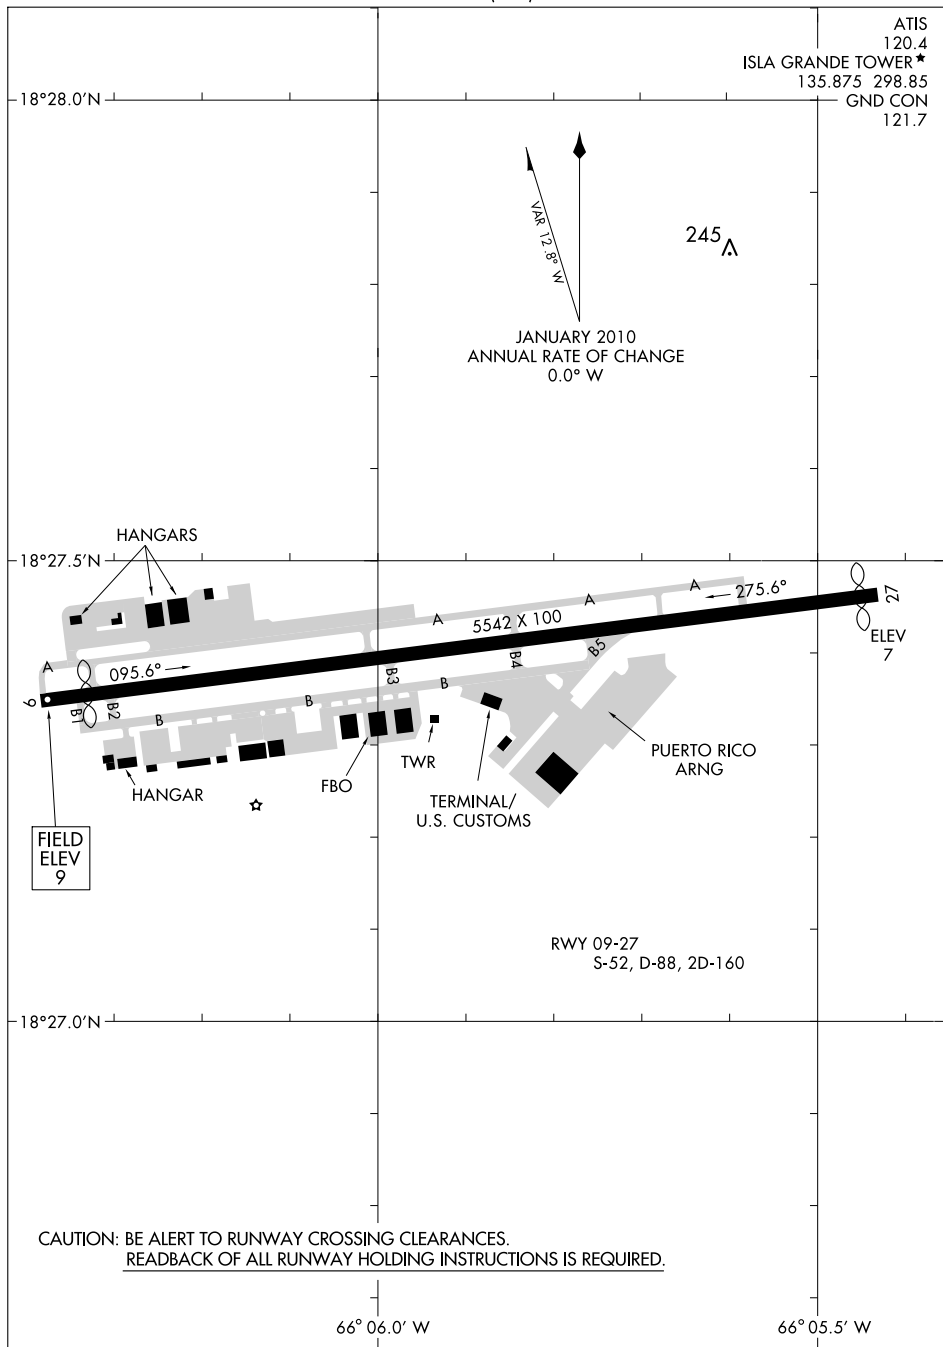 ATIS
120.4
ISLA GRANDE TOWER★
135.875 298.85
GND CON
121.7
18°28.0'N
VAR 12.8° W
245
JANUARY 2010
ANNUAL RATE OF CHANGE
0.0° W
HANGARS
18°27.5'N
A
A
A
275.6°
27
5542 X 100
ELEV
7
A
095.6°
B5
B4
B3
9
B1
B2
B
B
B
HANGAR
FBO
TWR
TERMINAL/
U.S. CUSTOMS
PUERTO RICO
ARNG
FIELD
ELEV
9
RWY 09-27
S-52, D-88, 2D-160
18°27.0'N
CAUTION: BE ALERT TO RUNWAY CROSSING CLEARANCES.
READBACK OF ALL RUNWAY HOLDING INSTRUCTIONS IS REQUIRED.
66° 06.0' W
66° 05.5' W